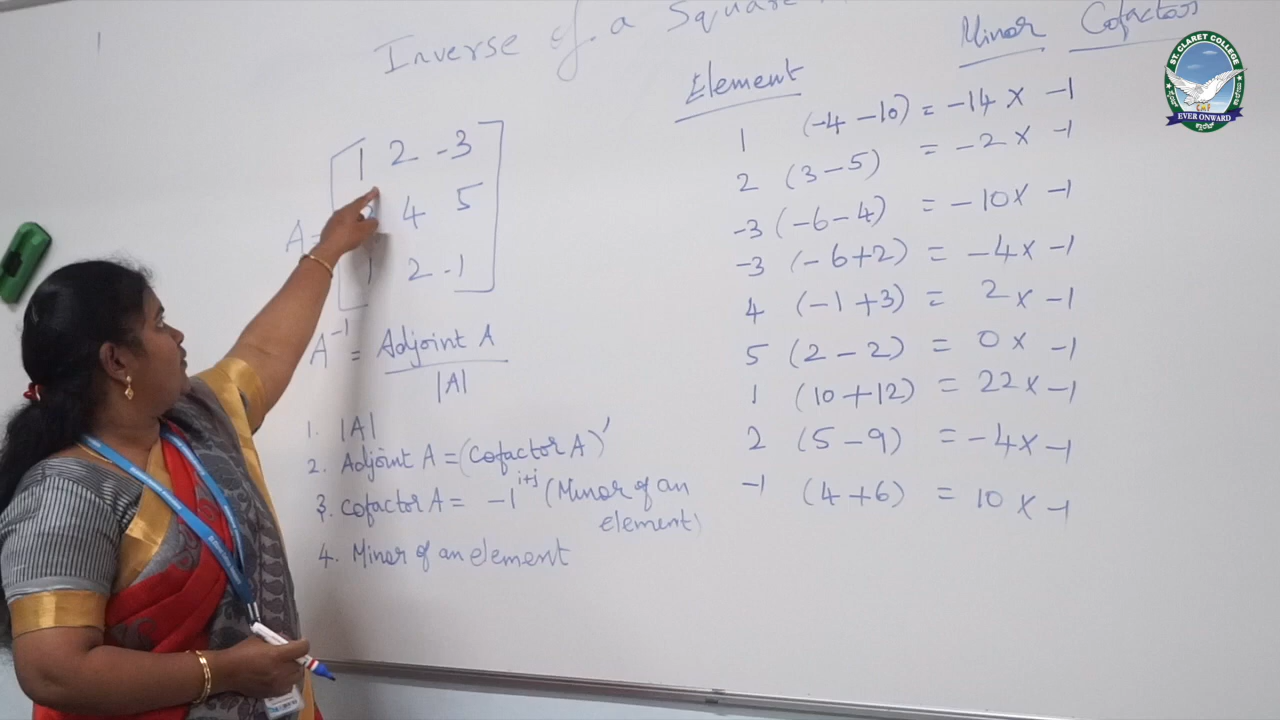 Inverse of a Square
A =
1 2 -3
4 5
1 2 -1
A⁻¹ = Adjoint A
|A|
1. |A|
2. Adjoint A = (Cofactor A)′
3. Cofactor A = -1^(i+j) (Minor of an
element)
4. Minor of an element
Element Minor Cofactor
1 (-4 -10) = -14 x -1
2 (3 - 5) = -2 x -1
-3 (-6 - 4) = -10 x -1
-3 (-6+2) = -4x -1
4 (-1 +3) = 2 x -1
5 (2 - 2) = 0 x -1
1 (10 +12) = 22 x -1
2 (5 - 9) = -4x -1
-1 (4 +6) = 10 x -1
ST. CLARET COLLEGE
CMF
EVER ONWARD